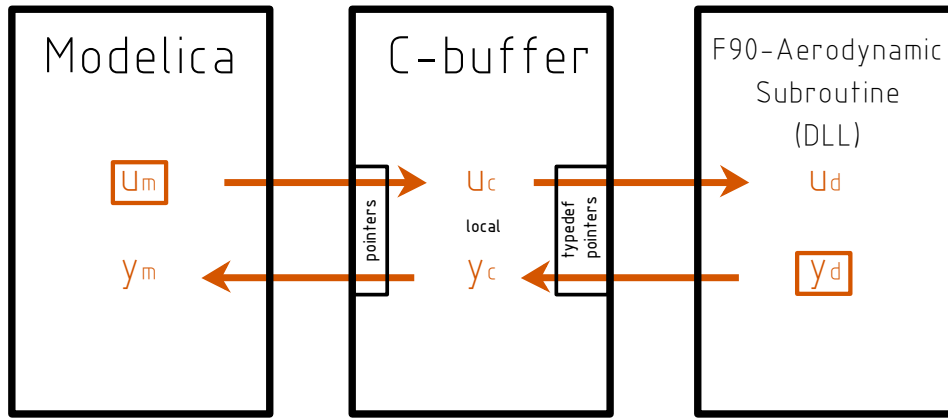 Modelica
C-buffer
F90-Aerodynamic
Subroutine
(DLL)
um
uc
ud
pointers
local
typedef
pointers
ym
yc
yd